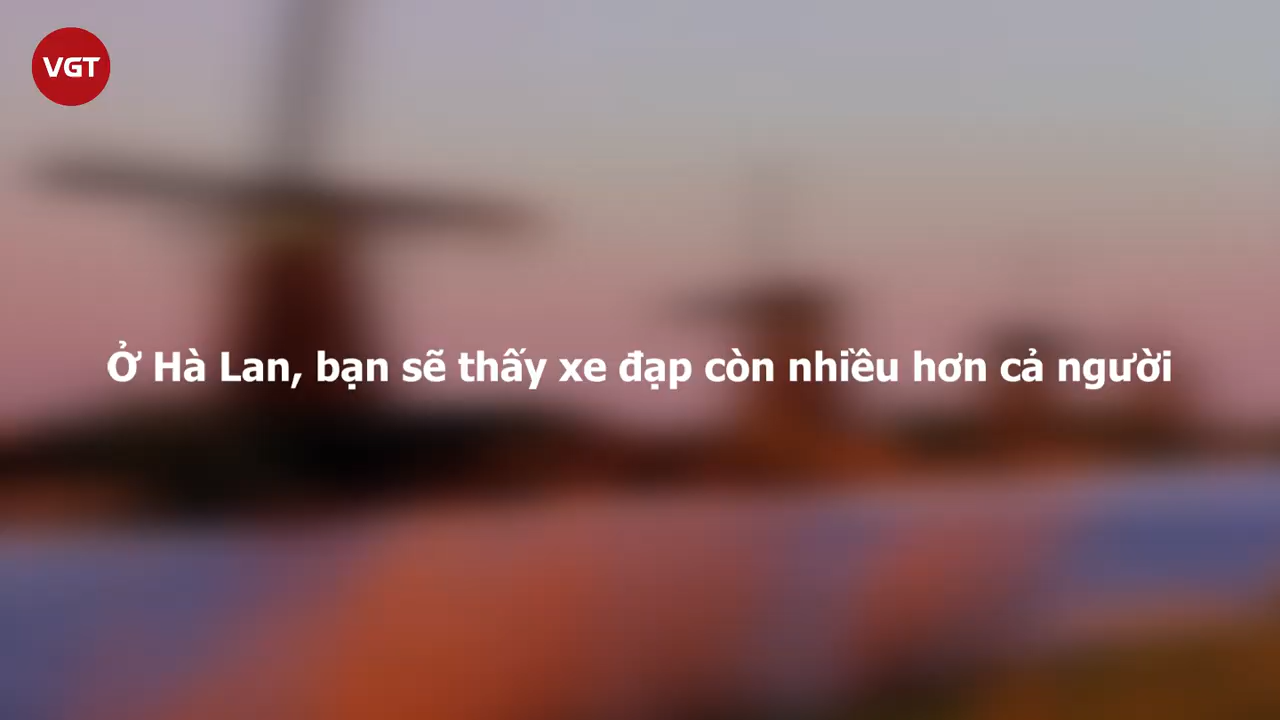 VGT
Ở Hà Lan, bạn sẽ thấy xe đạp còn nhiều hơn cả người